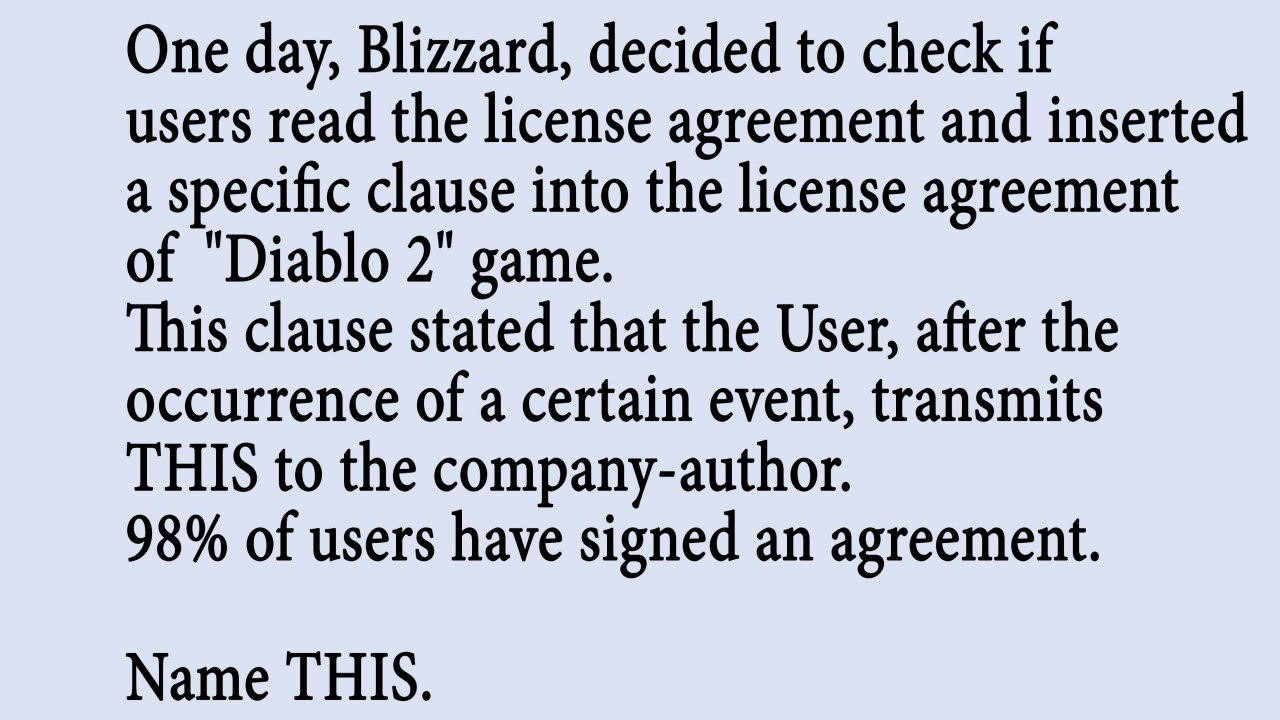 One day, Blizzard, decided to check if
users read the license agreement and inserted
a specific clause into the license agreement
of "Diablo 2" game.
This clause stated that the User, after the
occurrence of a certain event, transmits
THIS to the company-author.
98% of users have signed an agreement.
Name THIS.